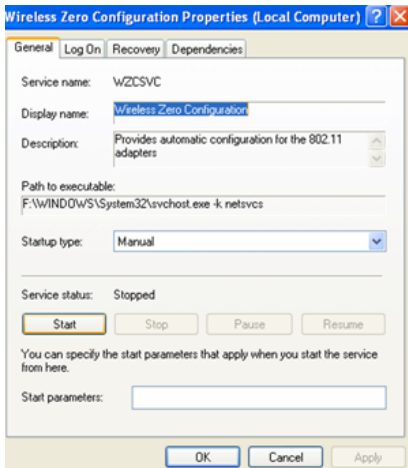 Wireless Zero Configuration Properties (Local Computer)
General Log On Recovery Dependencies
Service name: WZCSVC
Display name: Wireless Zero Configuration
Description: Provides automatic configuration for the 802.11
adapters
Path to executable:
F:\WINDOWS\System32\svchost.exe -k netsvcs
Startup type: Manual
Service status: Stopped
Start Stop Pause Resume
You can specify the start parameters that apply when you start the service
from here.
Start parameters:
OK Cancel Apply